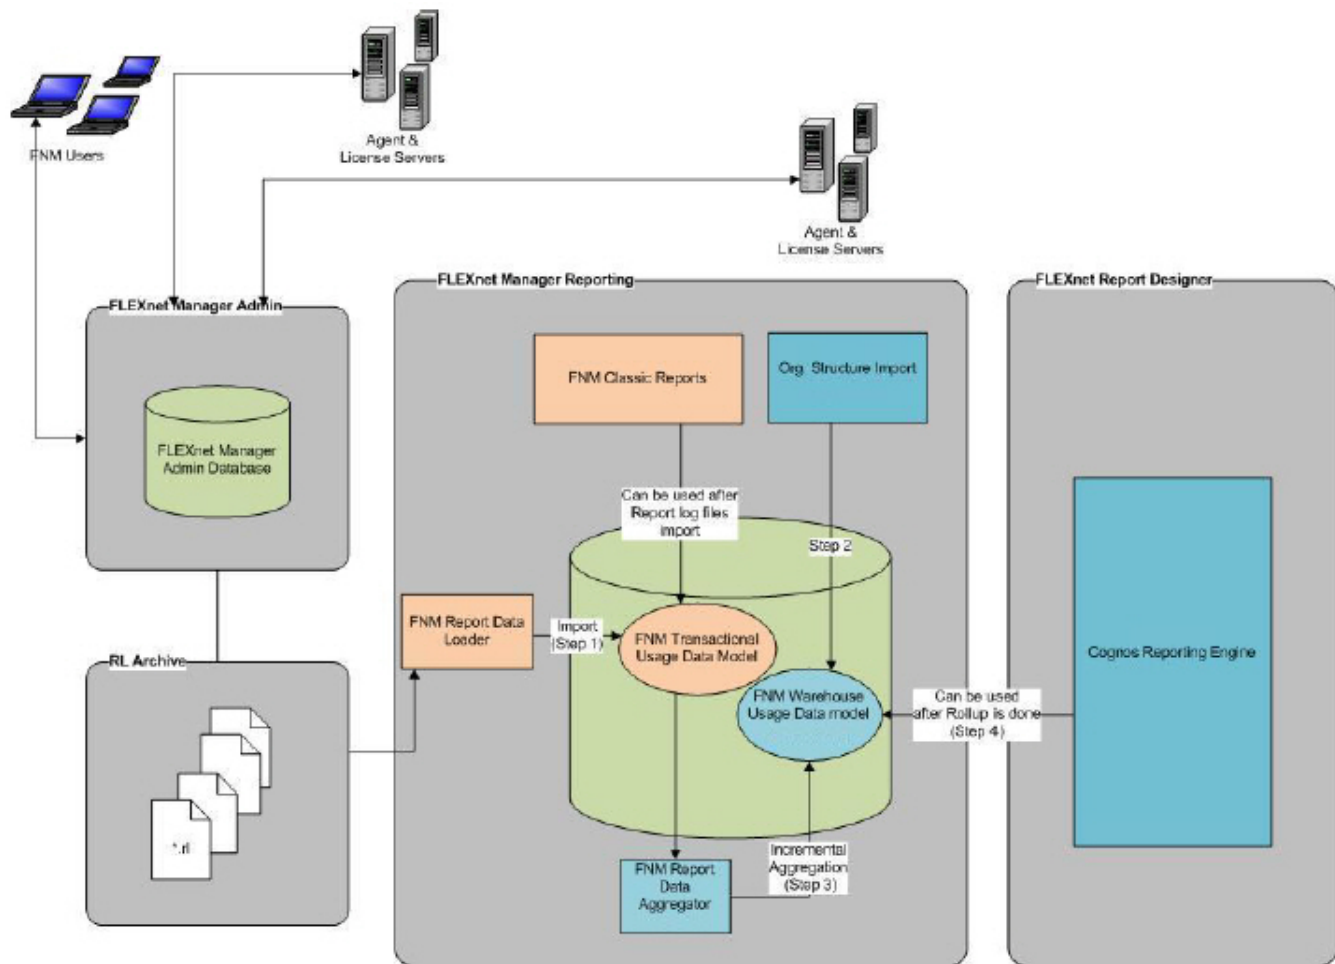 FNM Users
Agent &
License Servers
Agent &
License Servers
FLEXnet Manager Admin
FLEXnet Manager
Admin Database
RL Archive
*.rl
FLEXnet Manager Reporting
FNM Classic Reports
Org. Structure Import
Can be used after
Report log files
import
Step 2
FNM Report Data
Loader
Import
(Step 1)
FNM Transactional
Usage Data Model
FNM Warehouse
Usage Data model
Can be used
after Rollup is done
(Step 4)
FNM Report
Data
Aggregator
Incremental
Aggregation
(Step 3)
FLEXnet Report Designer
Cognos Reporting Engine